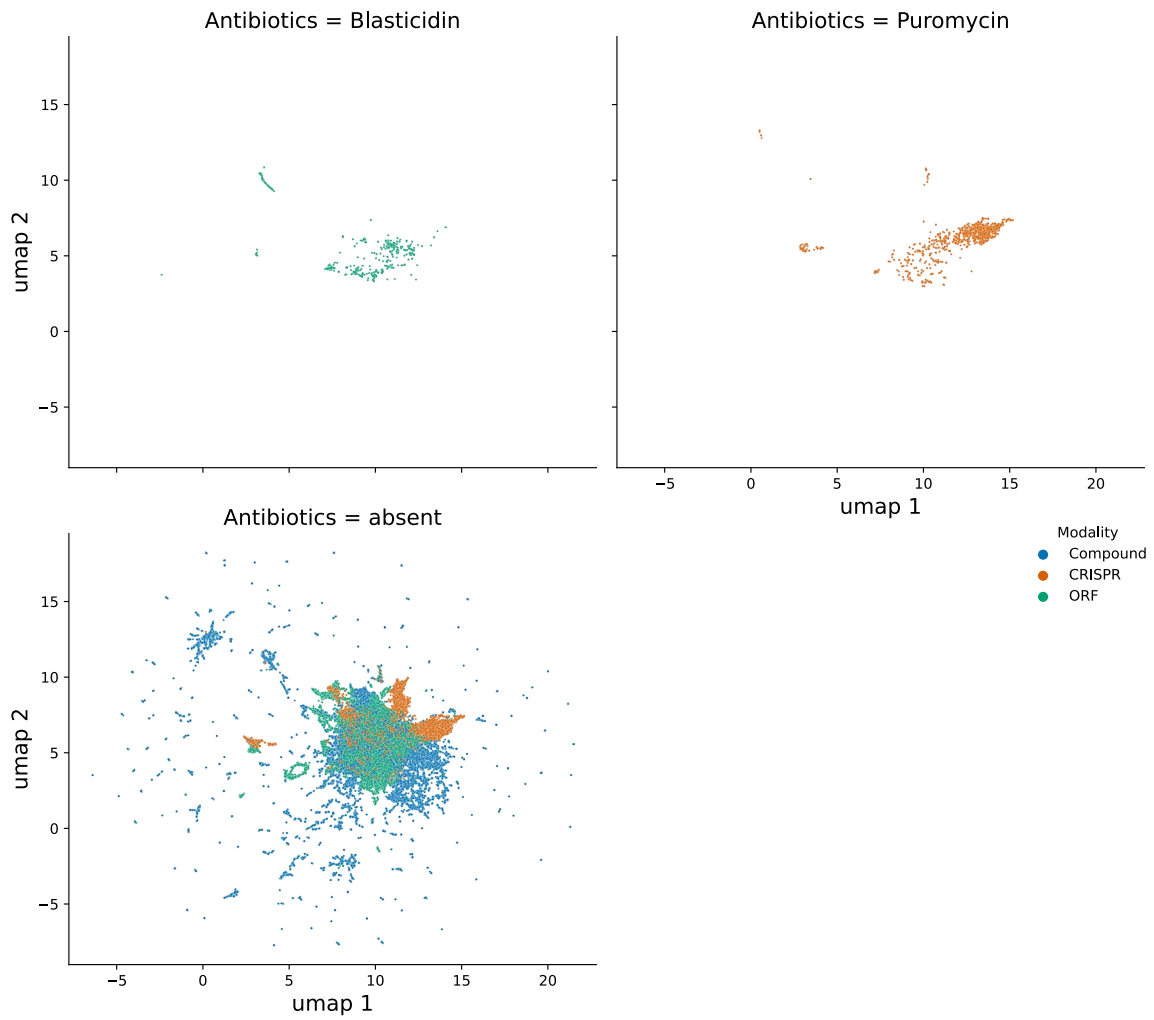 Antibiotics = Blasticidin
15
10
5
0
−5
umap 2
Antibiotics = Puromycin
−5
0
5
10
15
20
umap 1
Antibiotics = absent
15
10
5
0
−5
umap 2
−5
0
5
10
15
20
umap 1
Modality
Compound
CRISPR
ORF